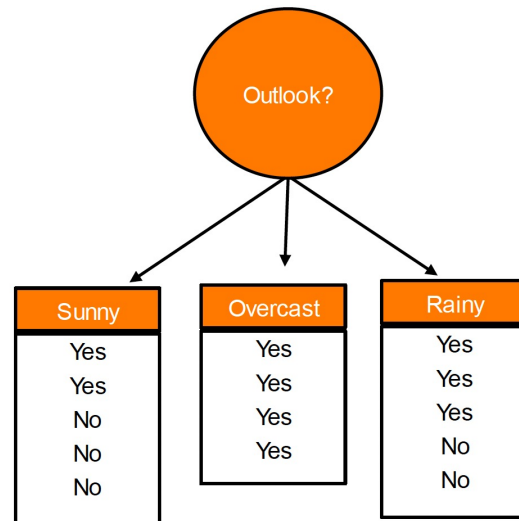 Outlook?
Sunny
Yes
Yes
No
No
No
Overcast
Yes
Yes
Yes
Yes
Rainy
Yes
Yes
Yes
No
No